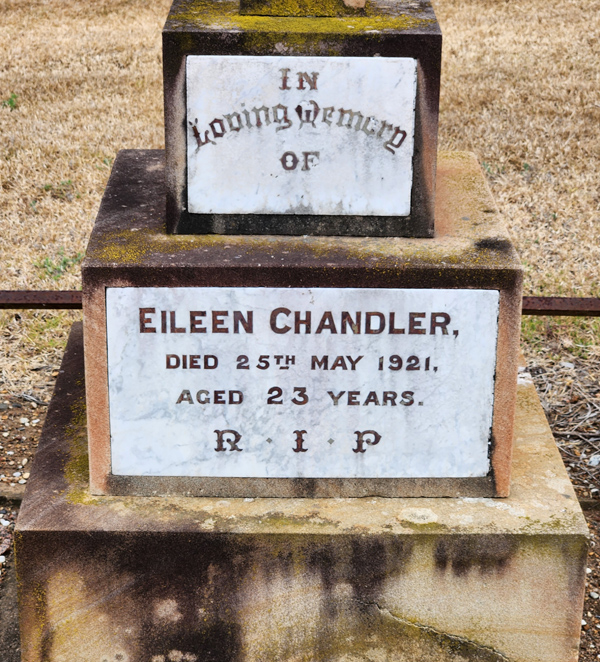 IN
Loving Memory
OF
EILEEN CHANDLER,
DIED 25TH MAY 1921,
AGED 23 YEARS.
R · I · P